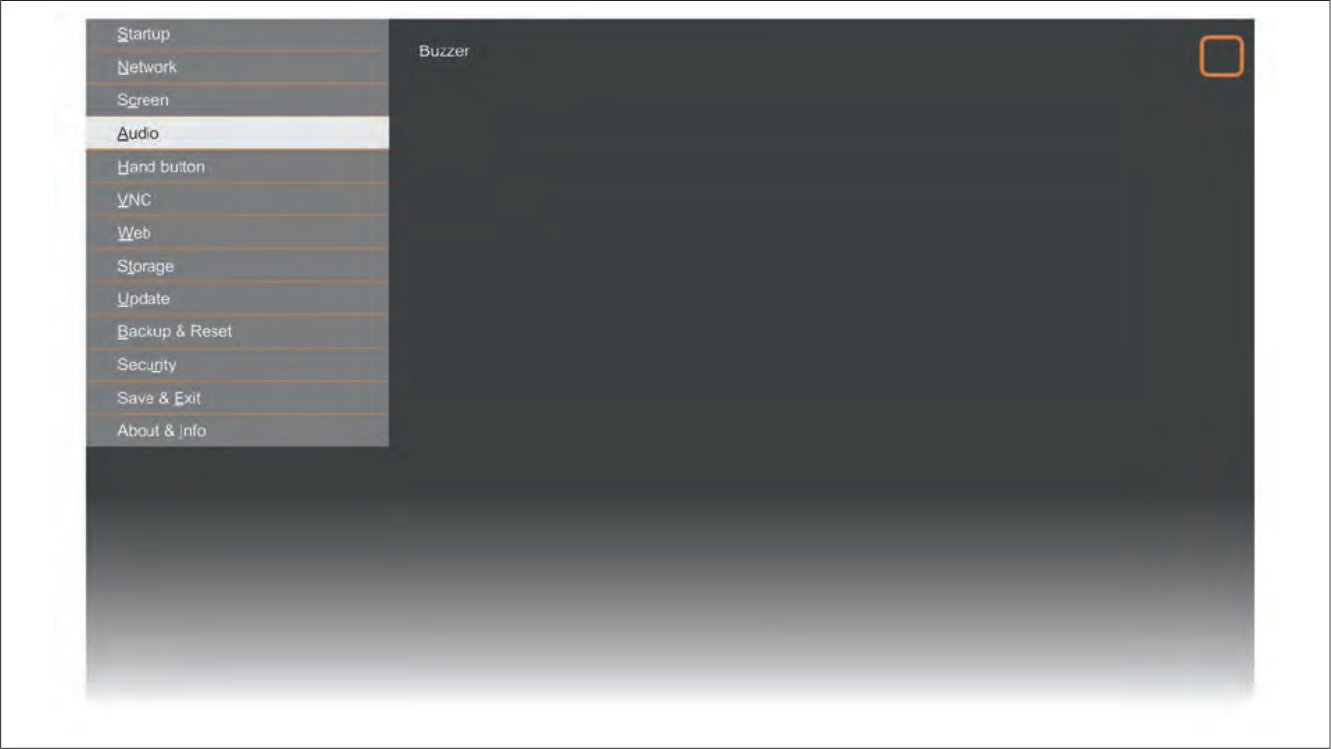 Startup
Network
Screen
Audio
Hand button
VNC
Web
Storage
Update
Backup & Reset
Security
Save & Exit
About & Info
Buzzer